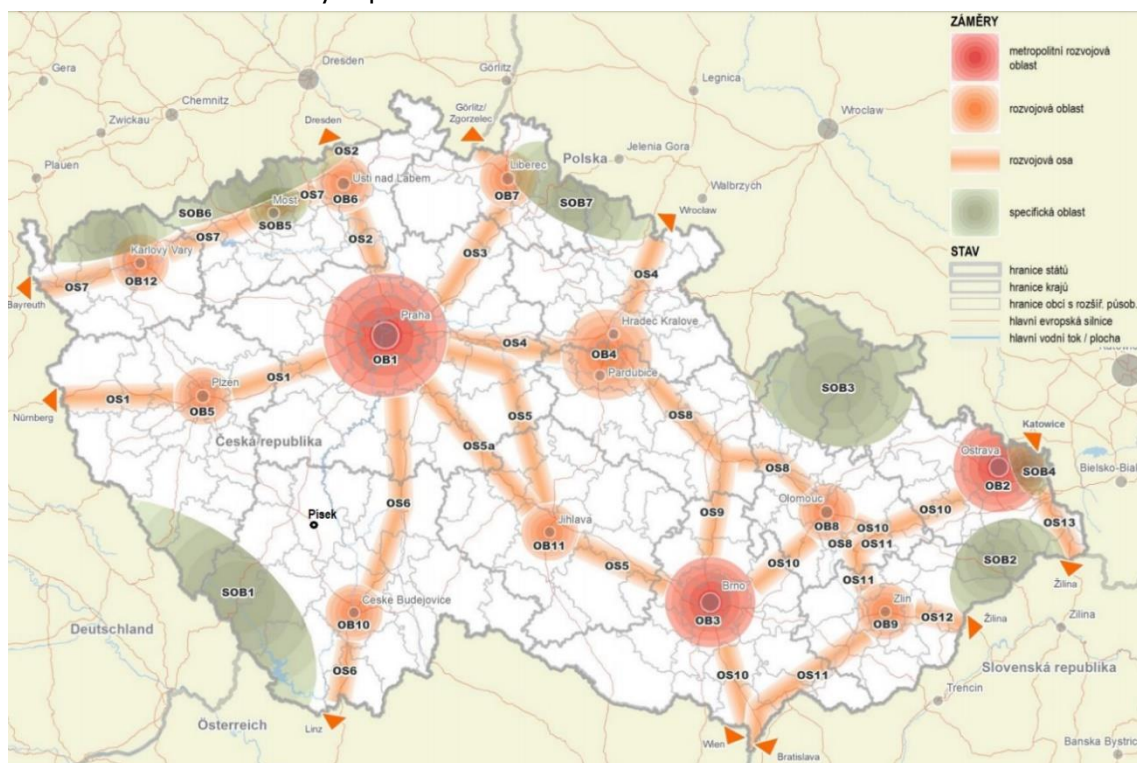 ZÁMĚRY
metropolitní rozvojová
oblast
rozvojová oblast
rozvojová osa
specifická oblast
STAV
hranice států
hranice krajů
hranice obcí s rozšíř. působ.
hlavní evropská silnice
hlavní vodní tok / plocha
Gera
Dresden
Görlitz
Legnica
Chemnitz
Zwickau
Dresden
Görlitz/
Zgorzelec
Wroclaw
Plauen
OS2
Liberec
Polska
Jelenia Gora
Ústí nad Labem
OS7
OB6
OB7
Walbrzych
SOB6
Most
SOB5
SOB7
Wrocław
OS7
OS2
OS3
Karlovy Vary
OB12
OS4
OS7
Bayreuth
Praha
OB1
Hradec Kralove
OS4
OB4
Pardubice
SOB3
OS1
Plzeň
OB5
OS1
OS5
OS8
Nürnberg
Česká republika
OS5a
Katowice
Ostrava
OB2
SOB4
Bielsko-Bial
OS8
OS6
OS9
Olomouc
OB8
OS10
OS10
OS13
Písek
Jihlava
OB11
OS8
OS11
SOB2
OS10
OS5
OS11
Žilina
SOB1
Brno
OB3
Zlín
OB9
OS12
Žilina
Zilina
České Budejovice
OB10
Deutschland
OS6
OS10
OS11
Slovenská republika
Trencin
Österreich
Linz
Wien
Bratislava
Banska Bystric